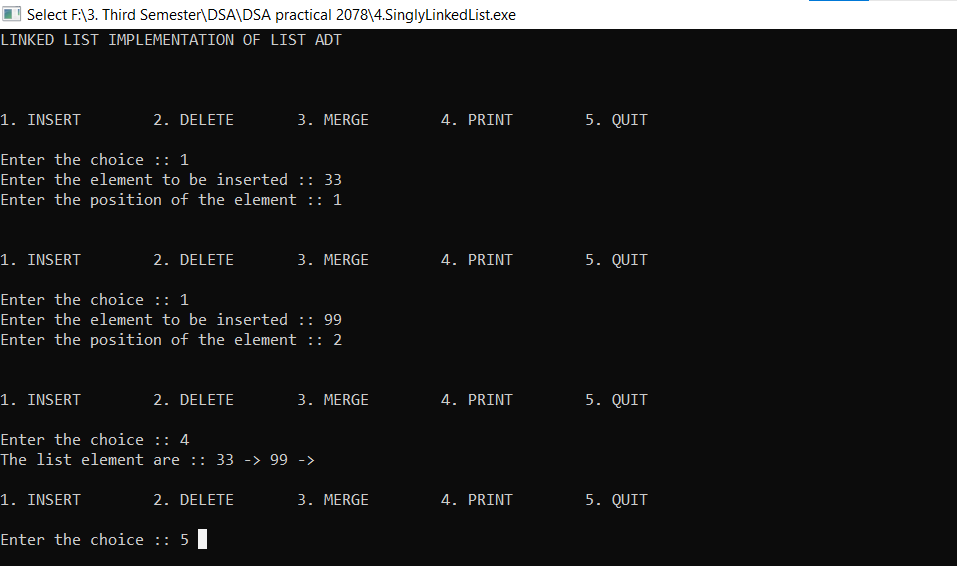 Select F:\3. Third Semester\DSA\DSA practical 2078\4.SinglyLinkedList.exe
LINKED LIST IMPLEMENTATION OF LIST ADT
1. INSERT 2. DELETE 3. MERGE 4. PRINT 5. QUIT
Enter the choice :: 1
Enter the element to be inserted :: 33
Enter the position of the element :: 1
1. INSERT 2. DELETE 3. MERGE 4. PRINT 5. QUIT
Enter the choice :: 1
Enter the element to be inserted :: 99
Enter the position of the element :: 2
1. INSERT 2. DELETE 3. MERGE 4. PRINT 5. QUIT
Enter the choice :: 4
The list element are :: 33 -> 99 ->
1. INSERT 2. DELETE 3. MERGE 4. PRINT 5. QUIT
Enter the choice :: 5